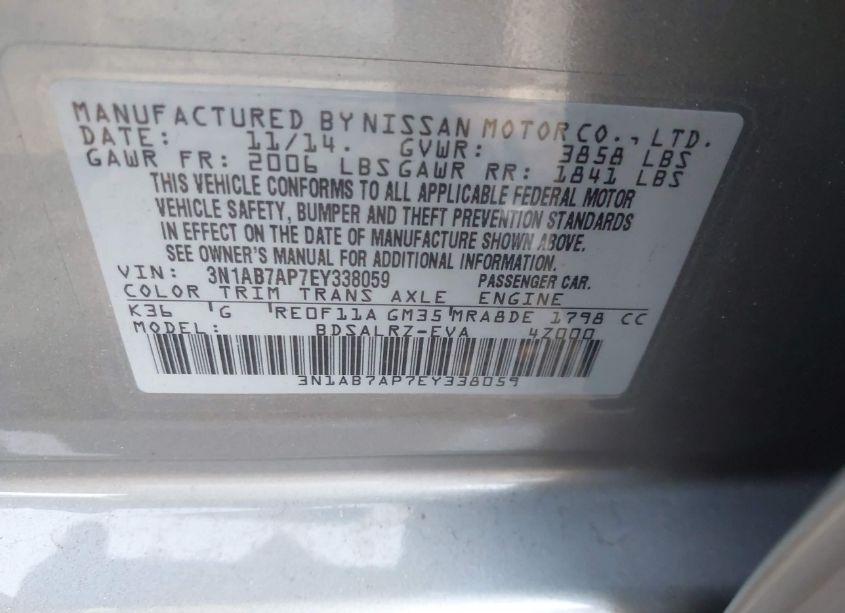 MANUFACTURED BY NISSAN MOTOR CO., LTD.
DATE: 11/14. GVWR: 3858 LBS
GAWR FR: 2006 LBS GAWR RR: 1841 LBS
THIS VEHICLE CONFORMS TO ALL APPLICABLE FEDERAL MOTOR
VEHICLE SAFETY, BUMPER AND THEFT PREVENTION STANDARDS
IN EFFECT ON THE DATE OF MANUFACTURE SHOWN ABOVE.
SEE OWNER'S MANUAL FOR ADDITIONAL INFORMATION.
VIN: 3N1AB7AP7EY338059 PASSENGER CAR.
COLOR TRIM TRANS AXLE ENGINE
K36 G RE0F11A GM35 MRA8DE 1798 CC
MODEL: BDSALRZ-EVA 4Z000
3N1AB7AP7EY338059